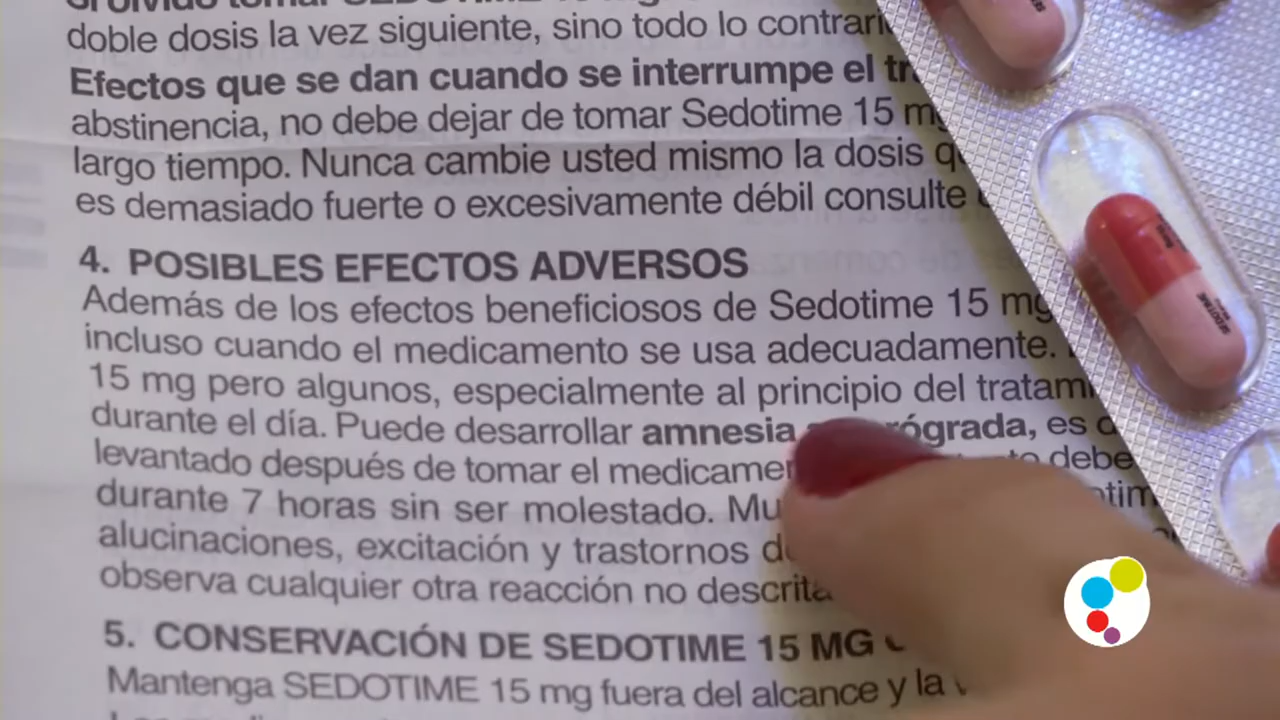 doble dosis la vez siguiente, sino todo lo
Efectos que se dan cuando se interrumpe el
abstinencia, no debe dejar de tomar Sedotime 15
largo tiempo. Nunca cambie usted mismo la dosis
es demasiado fuerte o excesivamente débil consulte
4. POSIBLES EFECTOS ADVERSOS
Además de los efectos beneficiosos de Sedotime 15 mg
incluso cuando el medicamento se usa adecuadamente.
15 mg pero algunos, especialmente al principio del
durante el día. Puede desarrollar amnesia
levantado después de tomar el debe
durante 7 horas sin ser molestado.
alucinaciones, excitación y trastornos
observa cualquier otra reacción no
5. CONSERVACIÓN DE SEDOTIME 15 MG
Mantenga SEDOTIME 15 mg fuera del alcance y la
SEDOTIME